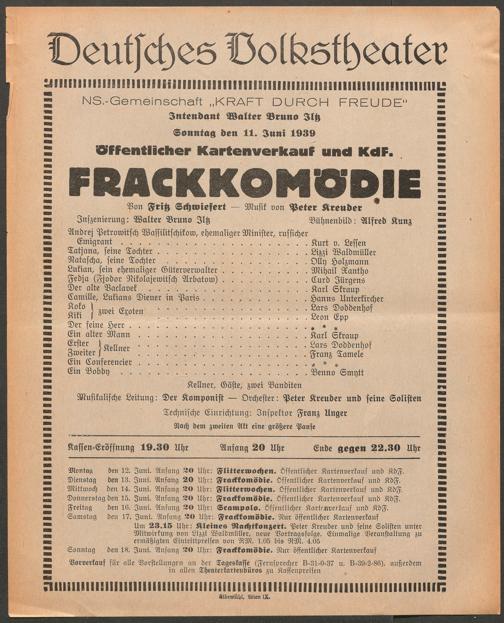 Deutsches Volkstheater
NS.-Gemeinschaft „KRAFT DURCH FREUDE“
Intendant Walter Bruno Iltz
Sonntag den 11. Juni 1939
Öffentlicher Kartenverkauf und KdF.
FRACKKOMÖDIE
Von Fritz Schwiefert — Musik von Peter Kreuder
Inszenierung: Walter Bruno Iltz Bühnenbild: Alfred Kunz
Andrej Petrowitsch Wassilitschikow, ehemaliger Minister, russischer
Emigrant . . . Kurt v. Lessen
Tatjana, seine Tochter . . . Lizzi Waldmüller
Natascha, seine Tochter . . . Olly Holzmann
Lukian, sein ehemaliger Güterverwalter . . . Mihail Xantho
Fedja (Fjodor Nikolajewitsch Arbatow) . . . Curd Jürgens
Der alte Vaclavek . . . Karl Skraup
Camille, Lukians Diener in Paris . . . Hanns Unterkircher
Koko } zwei Exoten . . . Lars Doddenhof
Kiki } . . . Leon Epp
Der feine Herr . . . * * *
Ein alter Mann . . . Karl Skraup
Erster } Kellner . . . Lars Doddenhof
Zweiter } . . . Franz Tamele
Ein Conferencier . . . * * *
Ein Bobby . . . Benno Smytt
Kellner, Gäste, zwei Banditen
Musikalische Leitung: Der Komponist — Orchester: Peter Kreuder und seine Solisten
Technische Einrichtung: Inspektor Franz Unger
Nach dem zweiten Akt eine größere Pause
Kassen-Eröffnung 19.30 Uhr Anfang 20 Uhr Ende gegen 22.30 Uhr
Montag den 12. Juni. Anfang 20 Uhr: Flitterwochen. Öffentlicher Kartenverkauf und KdF.
Dienstag den 13. Juni. Anfang 20 Uhr: Frackkomödie. Öffentlicher Kartenverkauf und KdF.
Mittwoch den 14. Juni. Anfang 20 Uhr: Flitterwochen. Öffentlicher Kartenverkauf und KdF.
Donnerstag den 15. Juni. Anfang 20 Uhr: Frackkomödie. Öffentlicher Kartenverkauf und KdF.
Freitag den 16. Juni. Anfang 20 Uhr: Scampolo. Öffentlicher Kartenverkauf und KdF.
Samstag den 17. Juni. Anfang 20 Uhr: Frackkomödie. Nur öffentlicher Kartenverkauf
Um 23.15 Uhr: Kleines Nachtkonzert. Peter Kreuder und seine Solisten unter
Mitwirkung von Lizzi Waldmüller, neue Vortragsfolge. Einmalige Veranstaltung zu
ermäßigten Eintrittspreisen von RM. 1.05 bis RM. 4.05
Sonntag den 18. Juni. Anfang 20 Uhr: Frackkomödie. Nur öffentlicher Kartenverkauf
Vorverkauf für alle Vorstellungen an der Tageskasse (Fernsprecher B-31-0-37 u. B-39-2-86), außerdem
in allen Theaterkartenbüros zu Kassenpreisen
Elbemühl, Wien IX.